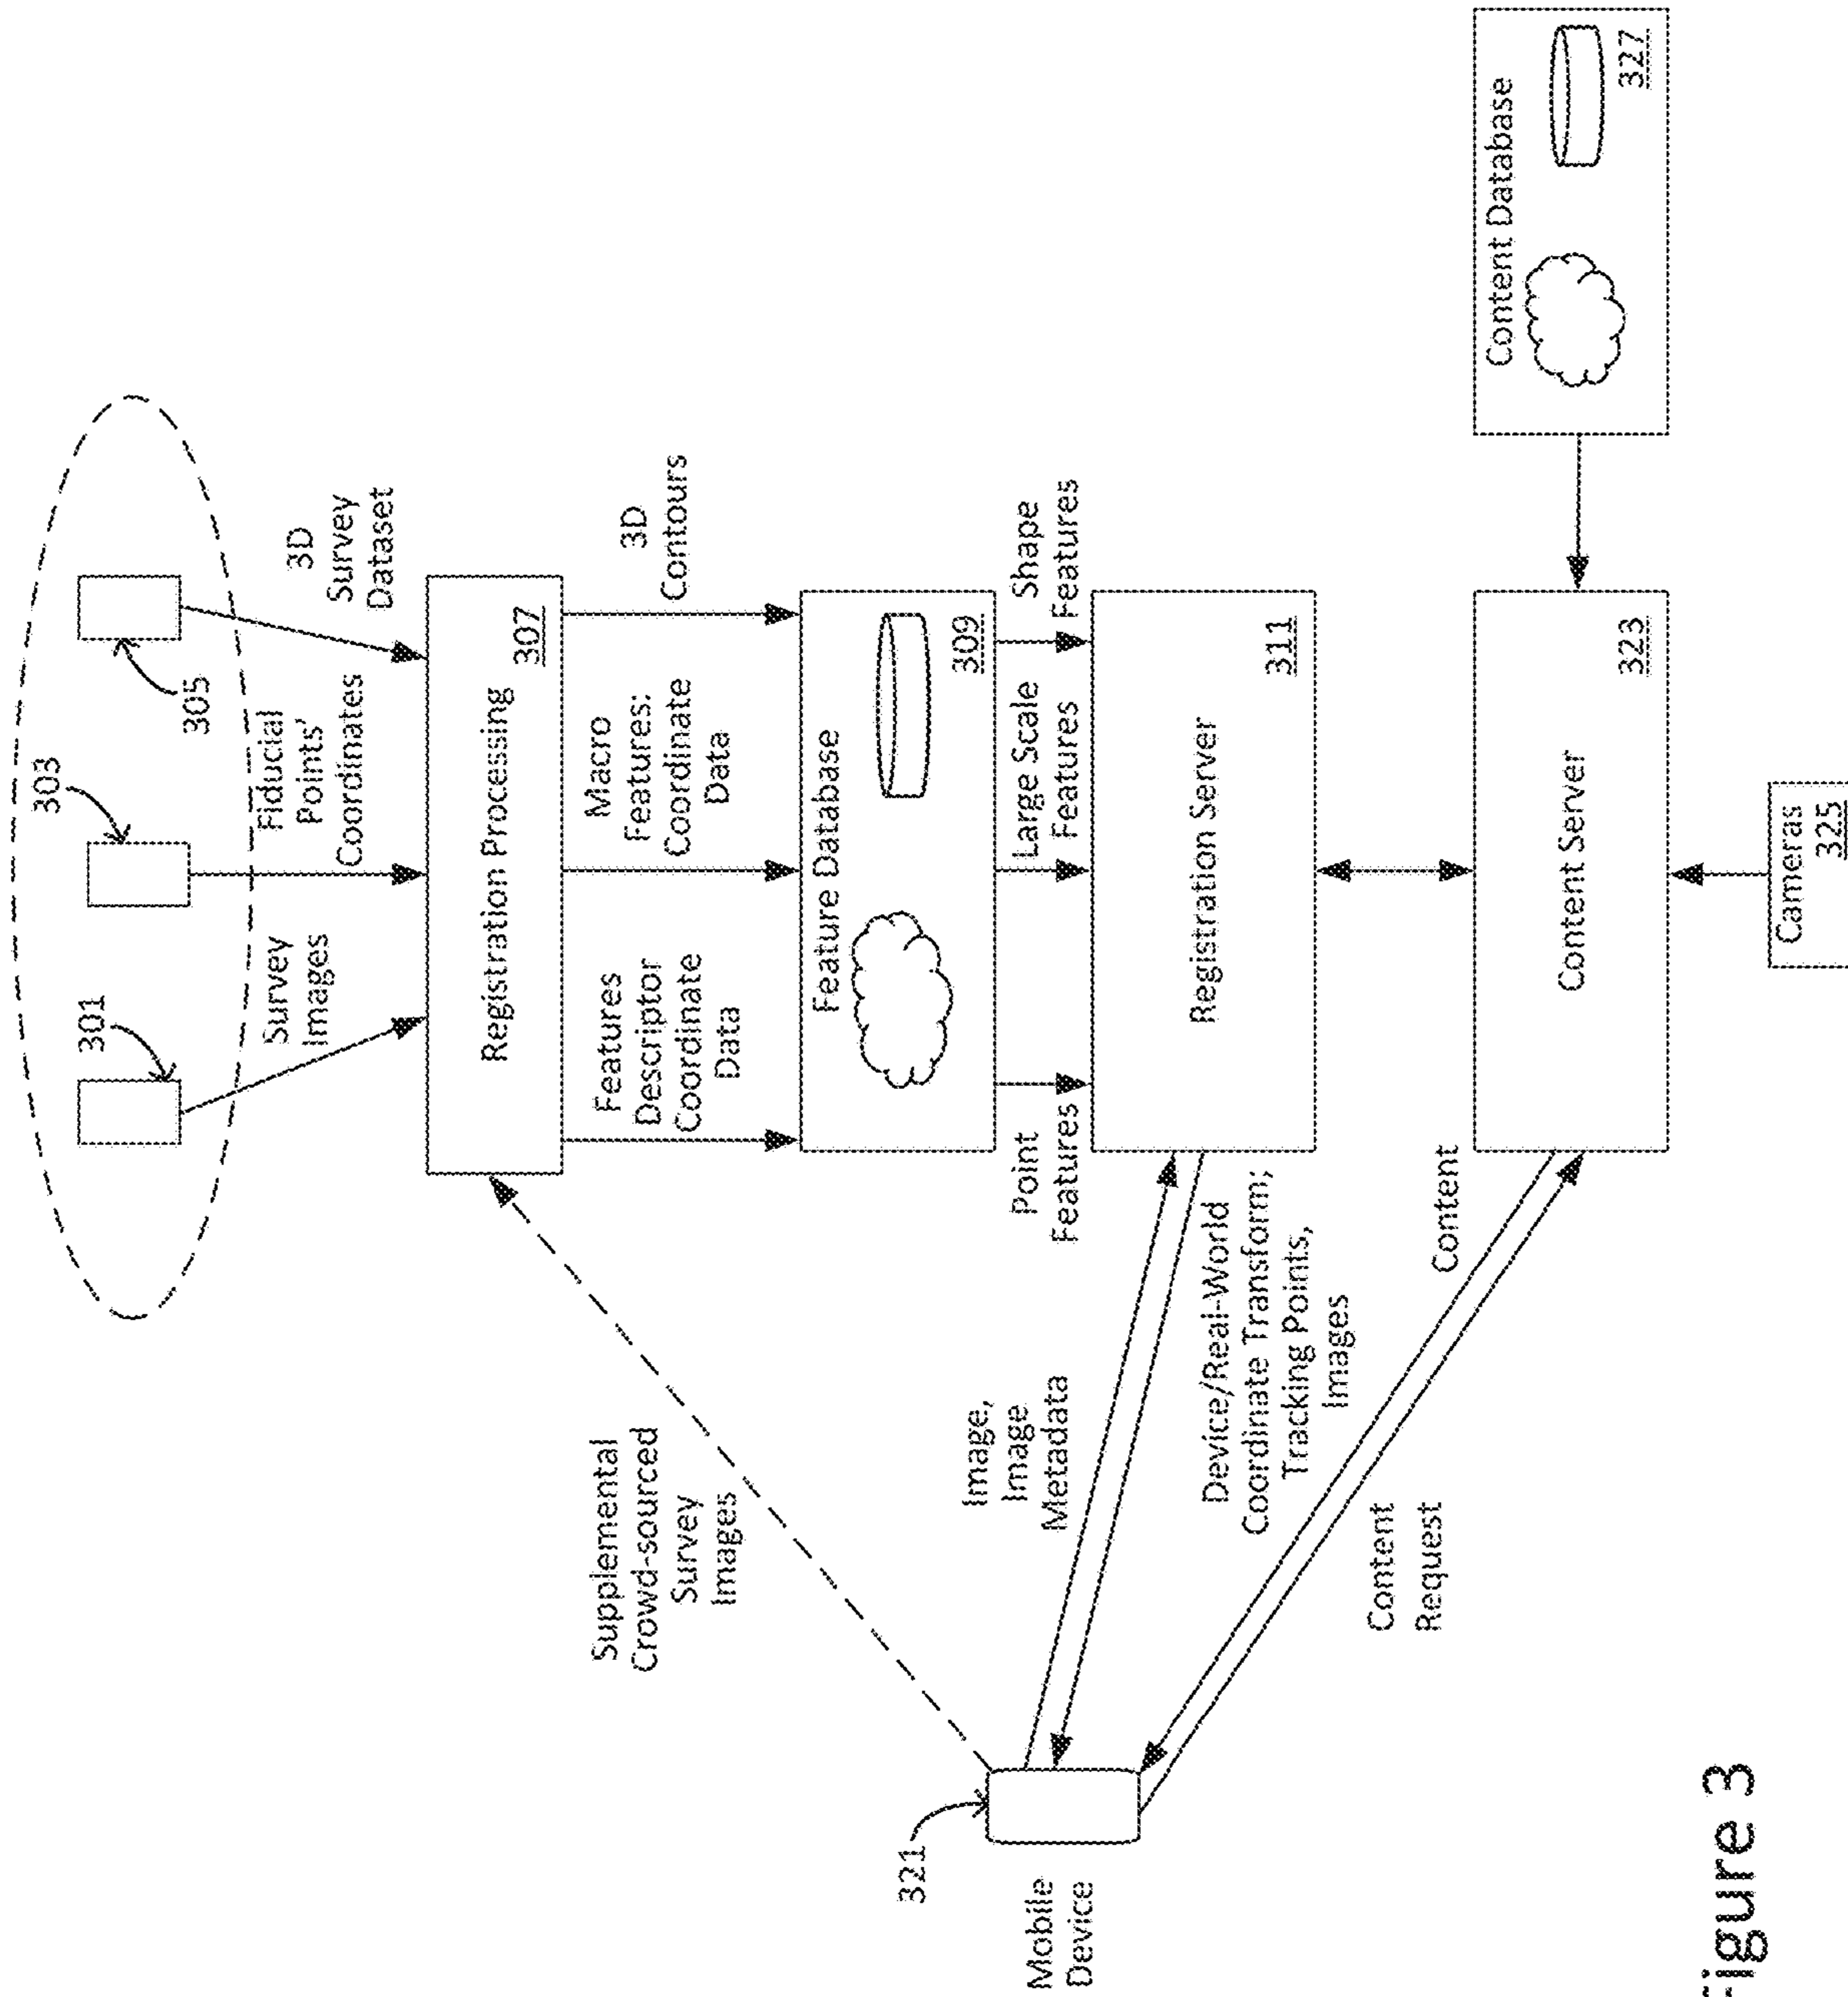 301
303
305
Survey
Images
Fiducial
Points'
Coordinates
3D
Survey
Dataset
Registration Processing
307
Supplemental
Crowd-sourced
Survey
Images
Features
Descriptor
Coordinate
Data
Macro
Features:
Coordinate
Data
3D
Contours
Feature Database
309
321
Mobile
Device
Image,
Image
Metadata
Point
Features
Large Scale
Features
Shape
Features
Registration Server
311
Device/Real-World
Coordinate Transform;
Tracking Points,
Images
Content
Content
Request
Content Server
323
Content Database
327
Cameras
325
Figure 3